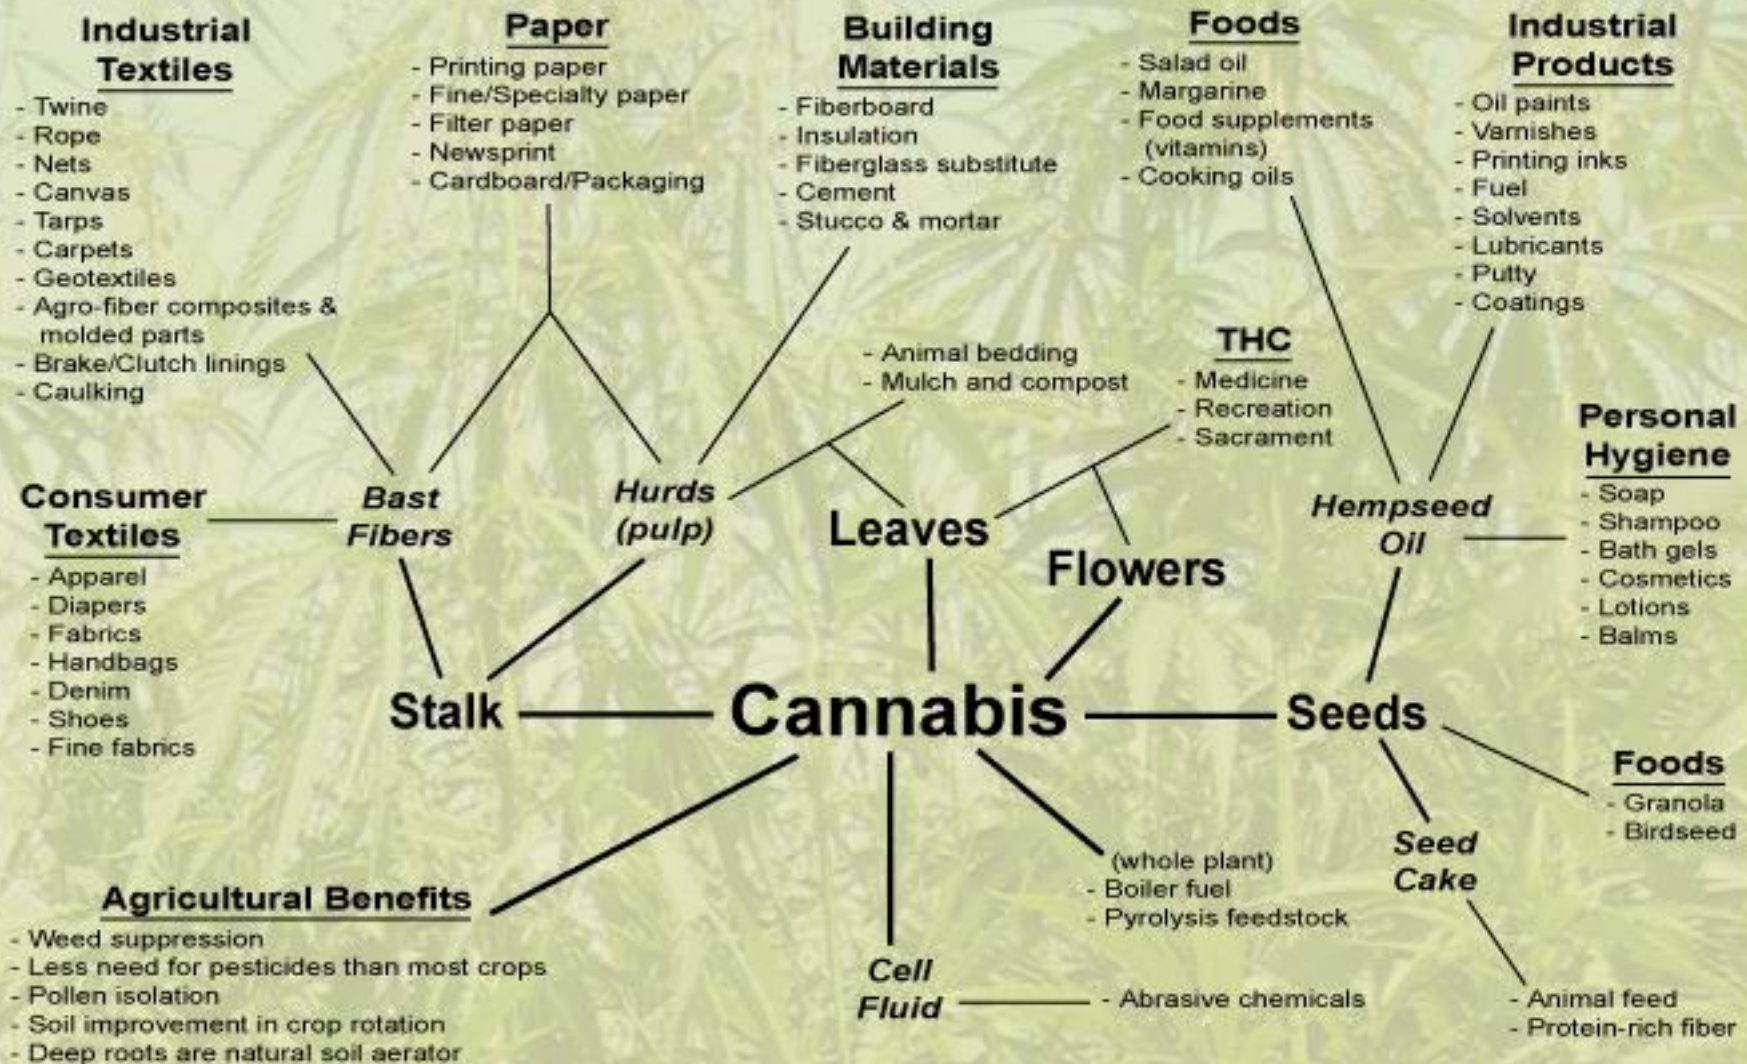 Industrial
Textiles
- Twine
- Rope
- Nets
- Canvas
- Tarps
- Carpets
- Geotextiles
- Agro-fiber composites &
molded parts
- Brake/Clutch linings
- Caulking
Paper
- Printing paper
- Fine/Specialty paper
- Filter paper
- Newsprint
- Cardboard/Packaging
Building
Materials
- Fiberboard
- Insulation
- Fiberglass substitute
- Cement
- Stucco & mortar
Foods
- Salad oil
- Margarine
- Food supplements
(vitamins)
- Cooking oils
Industrial
Products
- Oil paints
- Varnishes
- Printing inks
- Fuel
- Solvents
- Lubricants
- Putty
- Coatings
- Animal bedding
- Mulch and compost
THC
- Medicine
- Recreation
- Sacrament
Personal
Hygiene
- Soap
- Shampoo
- Bath gels
- Cosmetics
- Lotions
- Balms
Consumer
Textiles
- Apparel
- Diapers
- Fabrics
- Handbags
- Denim
- Shoes
- Fine fabrics
Bast
Fibers
Hurds
(pulp)
Leaves
Flowers
Hempseed
Oil
Stalk
Cannabis
Seeds
Foods
- Granola
- Birdseed
Seed
Cake
(whole plant)
- Boiler fuel
- Pyrolysis feedstock
Agricultural Benefits
- Weed suppression
- Less need for pesticides than most crops
- Pollen isolation
- Soil improvement in crop rotation
- Deep roots are natural soil aerator
Cell
Fluid
- Abrasive chemicals
- Animal feed
- Protein-rich fiber